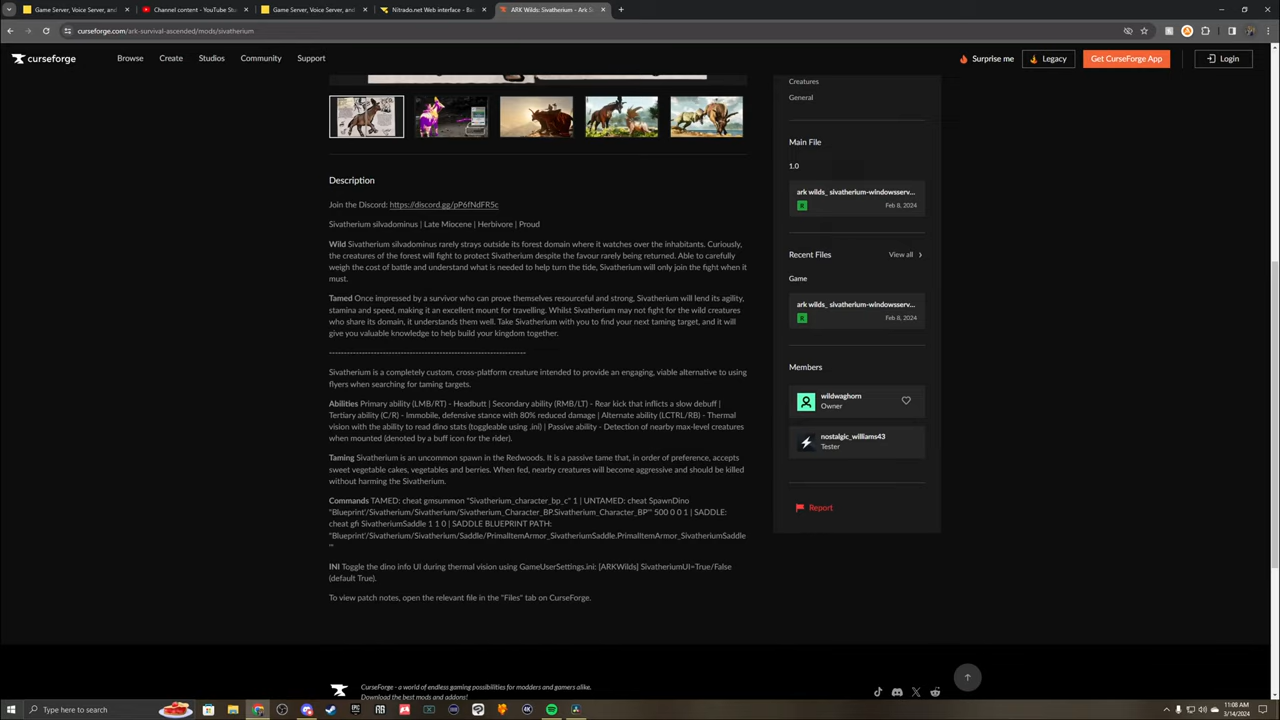 Game Server, Voice Server, and
Channel content - YouTube Stu
Game Server, Voice Server, and
Nitrado.net Web interface - Ba
ARK Wilds: Sivatherium - Ark S
curseforge.com/ark-survival-ascended/mods/sivatherium
curseforge
Browse
Create
Studios
Community
Support
Surprise me
Legacy
Get CurseForge App
Login
Creatures
General
Main File
1.0
ark wilds_ sivatherium-windowsserv...
R
Feb 8, 2024
Recent Files
View all
Game
ark wilds_ sivatherium-windowsserv...
R
Feb 8, 2024
Members
wildwaghorn
Owner
nostalgic_williams43
Tester
Report
Description
Join the Discord: https://discord.gg/pP6fNdFR5c
Sivatherium silvadominus | Late Miocene | Herbivore | Proud
Wild Sivatherium silvadominus rarely strays outside its forest domain where it watches over the inhabitants. Curiously,
the creatures of the forest will fight to protect Sivatherium despite the favour rarely being returned. Able to carefully
weigh the cost of battle and understand what is needed to help turn the tide, Sivatherium will only join the fight when it
must.
Tamed Once impressed by a survivor who can prove themselves resourceful and strong, Sivatherium will lend its agility,
stamina and speed, making it an excellent mount for travelling. Whilst Sivatherium may not fight for the wild creatures
who share its domain, it understands them well. Take Sivatherium with you to find your next taming target, and it will
give you valuable knowledge to help build your kingdom together.
------------------------------------------------------------------
Sivatherium is a completely custom, cross-platform creature intended to provide an engaging, viable alternative to using
flyers when searching for taming targets.
Abilities Primary ability (LMB/RT) - Headbutt | Secondary ability (RMB/LT) - Rear kick that inflicts a slow debuff |
Tertiary ability (C/R) - Immobile, defensive stance with 80% reduced damage | Alternate ability (LCTRL/RB) - Thermal
vision with the ability to read dino stats (toggleable using .ini) | Passive ability - Detection of nearby max-level creatures
when mounted (denoted by a buff icon for the rider).
Taming Sivatherium is an uncommon spawn in the Redwoods. It is a passive tame that, in order of preference, accepts
sweet vegetable cakes, vegetables and berries. When fed, nearby creatures will become aggressive and should be killed
without harming the Sivatherium.
Commands TAMED: cheat gmsummon "Sivatherium_character_bp_c" 1 | UNTAMED: cheat SpawnDino
"Blueprint'/Sivatherium/Sivatherium/Sivatherium_Character_BP.Sivatherium_Character_BP'" 500 0 0 1 | SADDLE:
cheat gfi SivatheriumSaddle 1 1 0 | SADDLE BLUEPRINT PATH:
"Blueprint'/Sivatherium/Sivatherium/Saddle/PrimalItemArmor_SivatheriumSaddle.PrimalItemArmor_SivatheriumSaddle
'"
INI Toggle the dino info UI during thermal vision using GameUserSettings.ini: [ARKWilds] SivatheriumUI=True/False
(default True).
To view patch notes, open the relevant file in the "Files" tab on CurseForge.
CurseForge - a world of endless gaming possibilities for modders and gamers alike.
Download the best mods and addons!
Type here to search
11:08 AM
3/14/2024